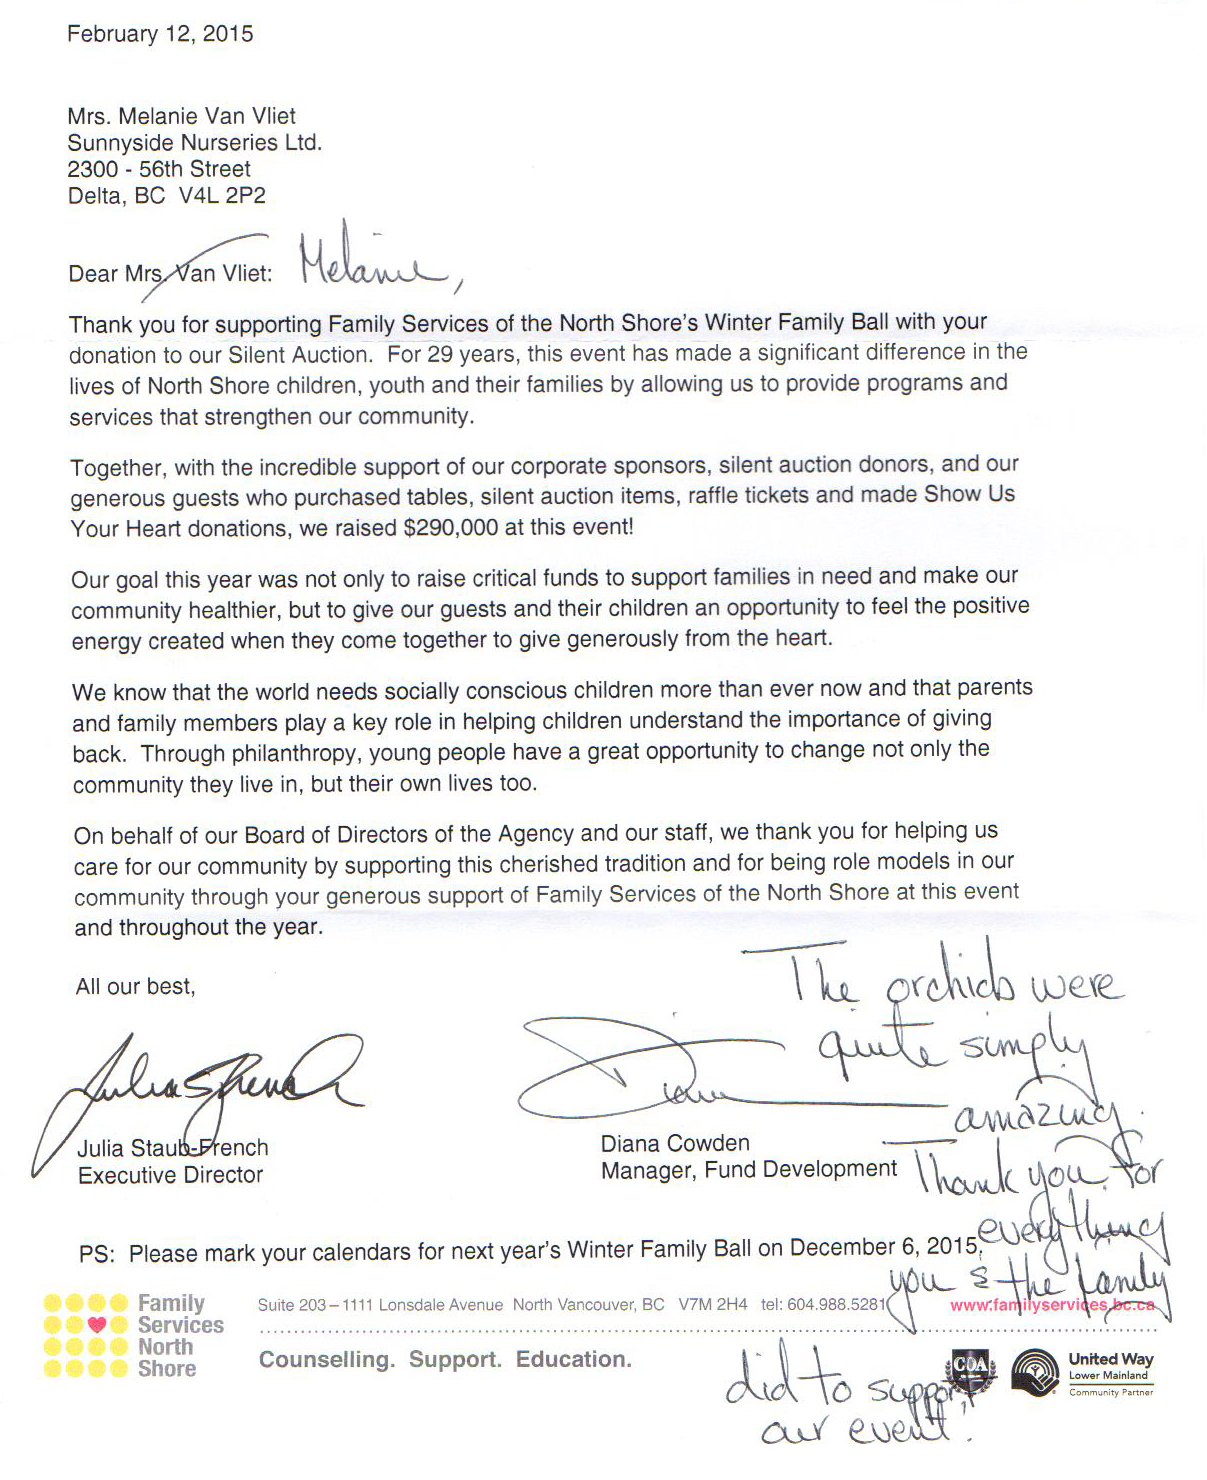 February 12, 2015
Mrs. Melanie Van Vliet
Sunnyside Nurseries Ltd.
2300 - 56th Street
Delta, BC  V4L 2P2
Dear Mrs. Van Vliet: Melanie,
Thank you for supporting Family Services of the North Shore's Winter Family Ball with your
donation to our Silent Auction.  For 29 years, this event has made a significant difference in the
lives of North Shore children, youth and their families by allowing us to provide programs and
services that strengthen our community.
Together, with the incredible support of our corporate sponsors, silent auction donors, and our
generous guests who purchased tables, silent auction items, raffle tickets and made Show Us
Your Heart donations, we raised $290,000 at this event!
Our goal this year was not only to raise critical funds to support families in need and make our
community healthier, but to give our guests and their children an opportunity to feel the positive
energy created when they come together to give generously from the heart.
We know that the world needs socially conscious children more than ever now and that parents
and family members play a key role in helping children understand the importance of giving
back.  Through philanthropy, young people have a great opportunity to change not only the
community they live in, but their own lives too.
On behalf of our Board of Directors of the Agency and our staff, we thank you for helping us
care for our community by supporting this cherished tradition and for being role models in our
community through your generous support of Family Services of the North Shore at this event
and throughout the year.
All our best,
Julia S French
Julia Staub-French
Executive Director
Diana
Diana Cowden
Manager, Fund Development
The orchids were
quite simply
amazing.
Thank you for
everything
you & the family
did to support
our event!
PS:  Please mark your calendars for next year's Winter Family Ball on December 6, 2015.
Family
Services
North
Shore
Suite 203 – 1111 Lonsdale Avenue  North Vancouver, BC  V7M 2H4  tel: 604.988.5281
www.familyservices.bc.ca
Counselling.  Support.  Education.
COA
United Way
Lower Mainland
Community Partner